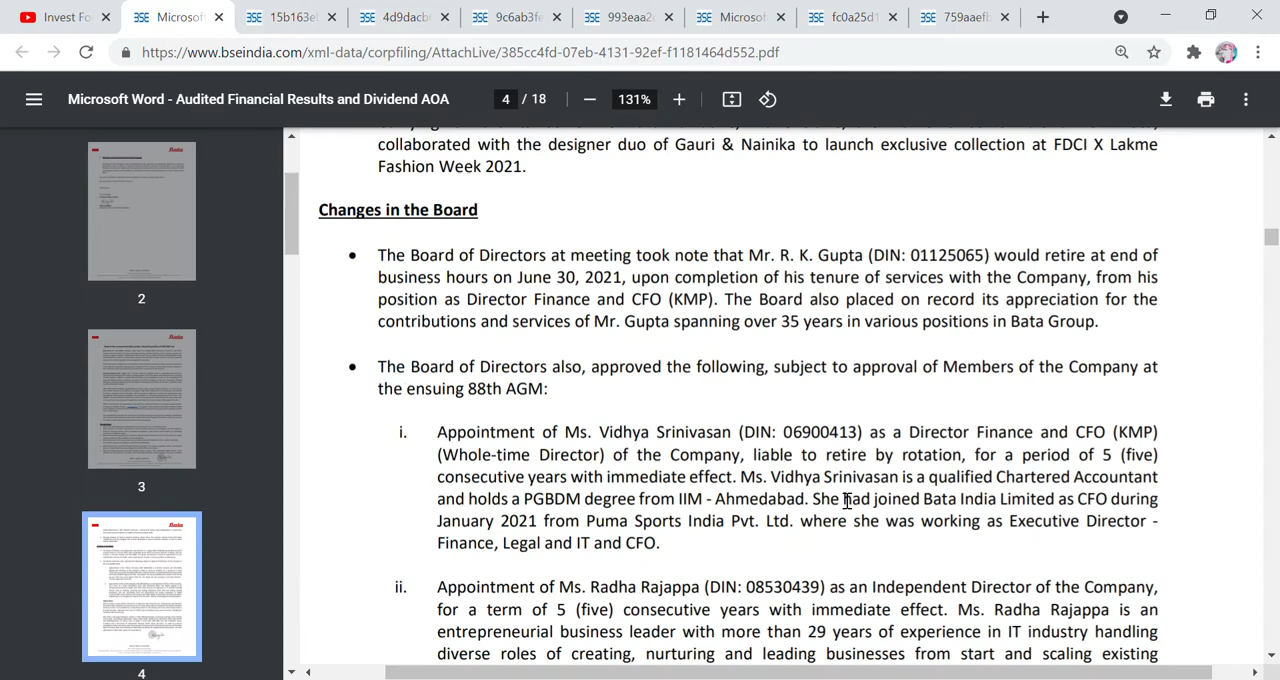 Invest Fo
Microsof
15b163e
4d9dacb
9c6ab3f
993eaa2
Microsof
fc0a25d1
759aaef
https://www.bseindia.com/xml-data/corpfiling/AttachLive/385cc4fd-07eb-4131-92ef-f1181464d552.pdf
Microsoft Word - Audited Financial Results and Dividend AOA
4 / 18
131%
collaborated with the designer duo of Gauri & Nainika to launch exclusive collection at FDCI X Lakme
Fashion Week 2021.
Changes in the Board
• The Board of Directors at meeting took note that Mr. R. K. Gupta (DIN: 01125065) would retire at end of
business hours on June 30, 2021, upon completion of his tenure of services with the Company, from his
position as Director Finance and CFO (KMP). The Board also placed on record its appreciation for the
contributions and services of Mr. Gupta spanning over 35 years in various positions in Bata Group.
• The Board of Directors also, approved the following, subject to approval of Members of the Company at
the ensuing 88th AGM:
i. Appointment of Ms. Vidhya Srinivasan (DIN: 06900413) as a Director Finance and CFO (KMP)
(Whole-time Director) of the Company, liable to retire by rotation, for a period of 5 (five)
consecutive years with immediate effect. Ms. Vidhya Srinivasan is a qualified Chartered Accountant
and holds a PGBDM degree from IIM - Ahmedabad. She had joined Bata India Limited as CFO during
January 2021 from Puma Sports India Pvt. Ltd. where she was working as Executive Director -
Finance, Legal and IT and CFO.
ii. Appointment of Ms. Radha Rajappa (DIN: 08530439) as an Independent Director of the Company,
for a term of 5 (five) consecutive years with immediate effect. Ms. Radha Rajappa is an
entrepreneurial business leader with more than 29 years of experience in IT industry handling
diverse roles of creating, nurturing and leading businesses from start and scaling existing
2
3
4